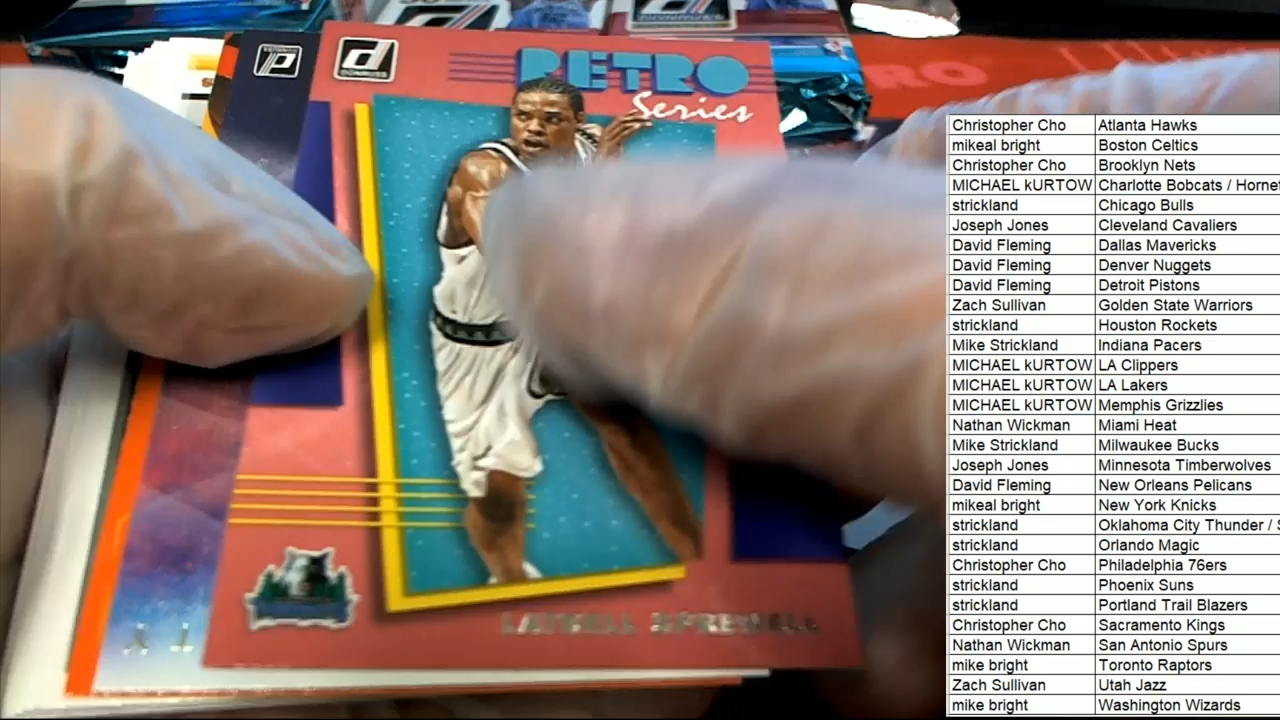 RETRO
Series
DONRUSS
LATRELL SPREWELL
RO
Christopher Cho Atlanta Hawks
mikeal bright Boston Celtics
Christopher Cho Brooklyn Nets
MICHAEL kURTOW Charlotte Bobcats / Horne
strickland Chicago Bulls
Joseph Jones Cleveland Cavaliers
David Fleming Dallas Mavericks
David Fleming Denver Nuggets
David Fleming Detroit Pistons
Zach Sullivan Golden State Warriors
strickland Houston Rockets
Mike Strickland Indiana Pacers
MICHAEL kURTOW LA Clippers
MICHAEL kURTOW LA Lakers
MICHAEL kURTOW Memphis Grizzlies
Nathan Wickman Miami Heat
Mike Strickland Milwaukee Bucks
Joseph Jones Minnesota Timberwolves
David Fleming New Orleans Pelicans
mikeal bright New York Knicks
strickland Oklahoma City Thunder /
strickland Orlando Magic
Christopher Cho Philadelphia 76ers
strickland Phoenix Suns
strickland Portland Trail Blazers
Christopher Cho Sacramento Kings
Nathan Wickman San Antonio Spurs
mike bright Toronto Raptors
Zach Sullivan Utah Jazz
mike bright Washington Wizards